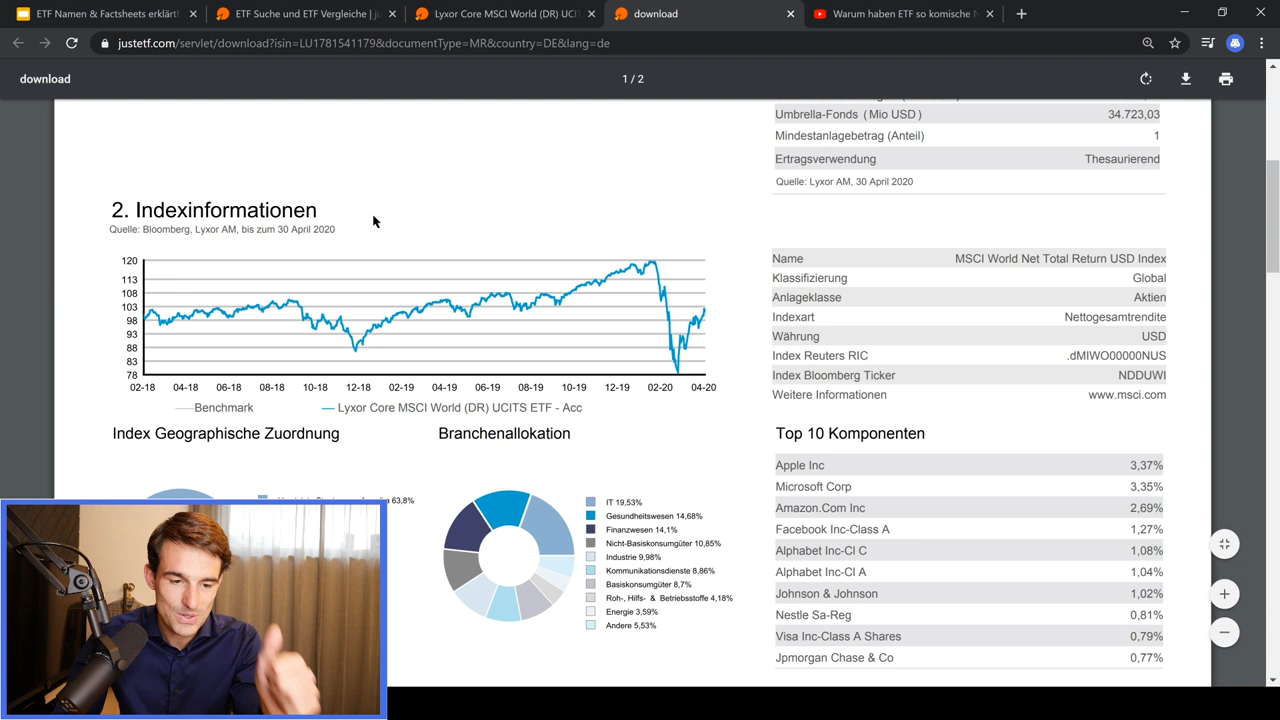 ETF Namen & Factsheets erklärt!
ETF Suche und ETF Vergleiche | ju
Lyxor Core MSCI World (DR) UCIT
download
Warum haben ETF so komische N
justetf.com/servlet/download?isin=LU1781541179&documentType=MR&country=DE&lang=de
download
1 / 2
Umbrella-Fonds (Mio USD) 34.723,03
Mindestanlagebetrag (Anteil) 1
Ertragsverwendung Thesaurierend
Quelle: Lyxor AM, 30 April 2020
2. Indexinformationen
Quelle: Bloomberg, Lyxor AM, bis zum 30 April 2020
120
113
108
103
98
93
88
83
78
02-18 04-18 06-18 08-18 10-18 12-18 02-19 04-19 06-19 08-19 10-19 12-19 02-20 04-20
Benchmark Lyxor Core MSCI World (DR) UCITS ETF - Acc
Name MSCI World Net Total Return USD Index
Klassifizierung Global
Anlageklasse Aktien
Indexart Nettogesamtrendite
Währung USD
Index Reuters RIC .dMIWO00000NUS
Index Bloomberg Ticker NDDUWI
Weitere Informationen www.msci.com
Index Geographische Zuordnung
63,8%
Branchenallokation
IT 19,53%
Gesundheitswesen 14,68%
Finanzwesen 14,1%
Nicht-Basiskonsumgüter 10,85%
Industrie 9,98%
Kommunikationsdienste 8,86%
Basiskonsumgüter 8,7%
Roh-, Hilfs- & Betriebsstoffe 4,18%
Energie 3,59%
Andere 5,53%
Top 10 Komponenten
Apple Inc 3,37%
Microsoft Corp 3,35%
Amazon.Com Inc 2,69%
Facebook Inc-Class A 1,27%
Alphabet Inc-Cl C 1,08%
Alphabet Inc-Cl A 1,04%
Johnson & Johnson 1,02%
Nestle Sa-Reg 0,81%
Visa Inc-Class A Shares 0,79%
Jpmorgan Chase & Co 0,77%